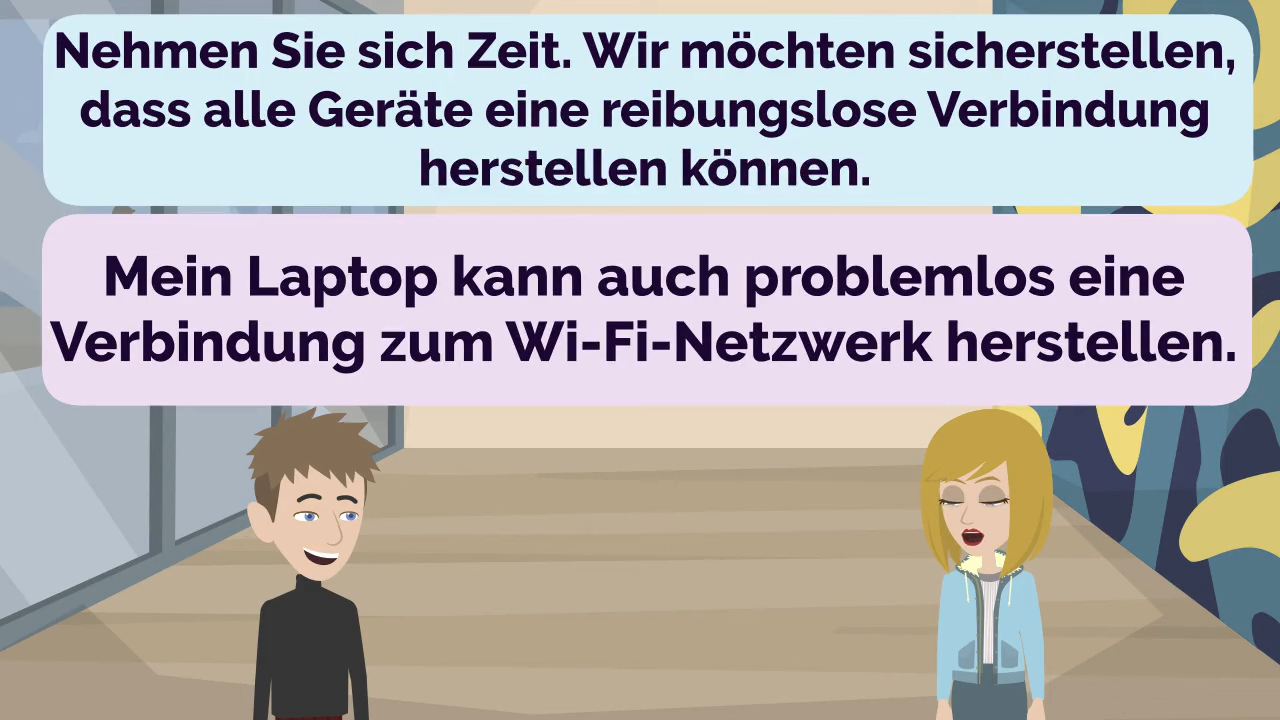 Nehmen Sie sich Zeit. Wir möchten sicherstellen,
dass alle Geräte eine reibungslose Verbindung
herstellen können.
Mein Laptop kann auch problemlos eine
Verbindung zum Wi-Fi-Netzwerk herstellen.